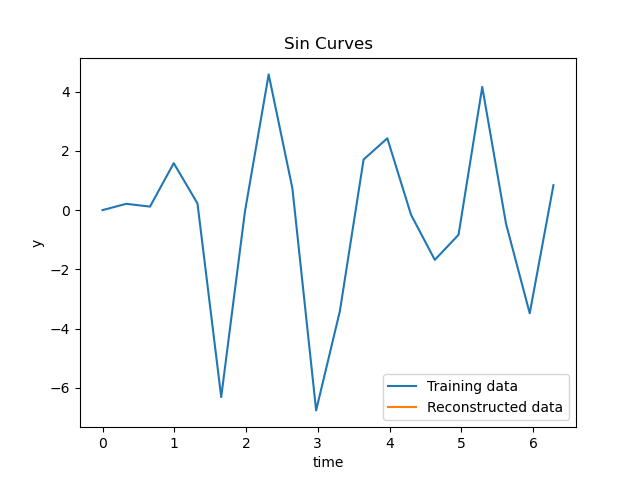 Sin Curves
y
4
2
0
−2
−4
−6
0 1 2 3 4 5 6
time
Training data
Reconstructed data